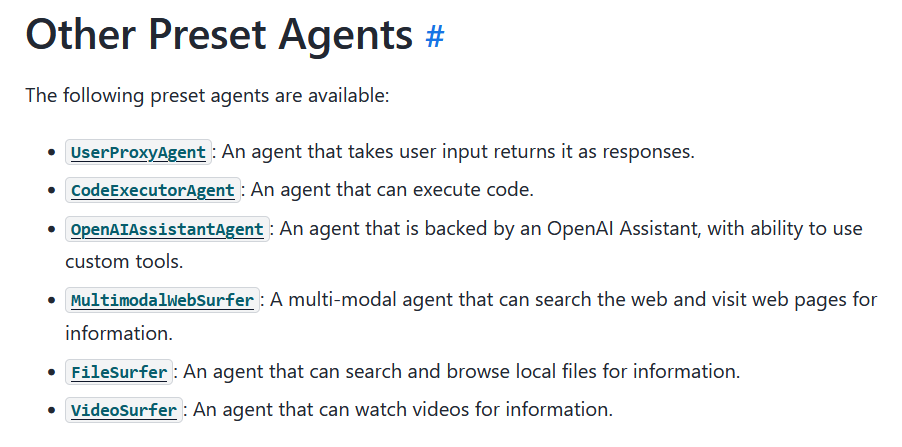 Other Preset Agents #
The following preset agents are available:
• UserProxyAgent: An agent that takes user input returns it as responses.
• CodeExecutorAgent: An agent that can execute code.
• OpenAIAssistantAgent: An agent that is backed by an OpenAI Assistant, with ability to use
custom tools.
• MultimodalWebSurfer: A multi-modal agent that can search the web and visit web pages for
information.
• FileSurfer: An agent that can search and browse local files for information.
• VideoSurfer: An agent that can watch videos for information.